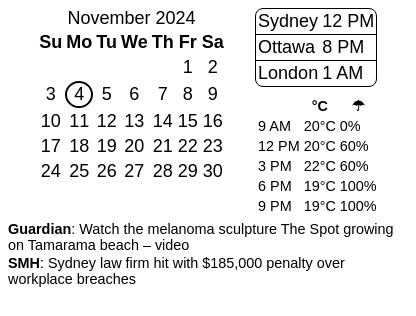 November 2024
Su Mo Tu We Th Fr Sa
1 2
3 4 5 6 7 8 9
10 11 12 13 14 15 16
17 18 19 20 21 22 23
24 25 26 27 28 29 30
Sydney 12 PM
Ottawa 8 PM
London 1 AM
°C ☂
9 AM 20°C 0%
12 PM 20°C 60%
3 PM 22°C 60%
6 PM 19°C 100%
9 PM 19°C 100%
Guardian: Watch the melanoma sculpture The Spot growing
on Tamarama beach – video
SMH: Sydney law firm hit with $185,000 penalty over
workplace breaches